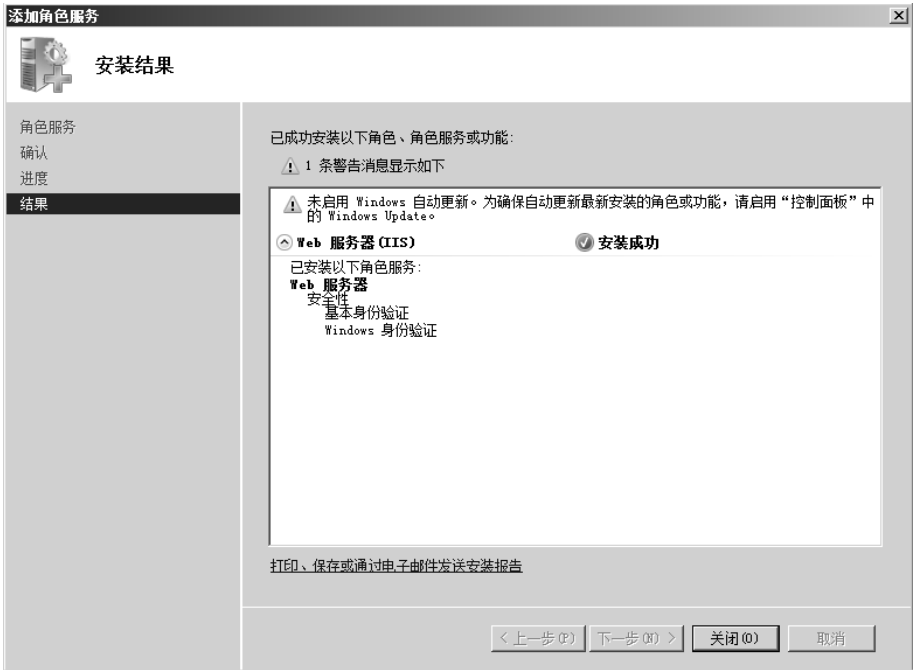 添加角色服务
安装结果
角色服务
确认
进度
结果
已成功安装以下角色、角色服务或功能:
1 条警告消息显示如下
未启用 Windows 自动更新。为确保自动更新最新安装的角色或功能，请启用“控制面板”中
的 Windows Update。
Web 服务器(IIS) 安装成功
已安装以下角色服务:
Web 服务器
安全性
基本身份验证
Windows 身份验证
打印、保存或通过电子邮件发送安装报告
< 上一步(P) 下一步(N) > 关闭(O) 取消